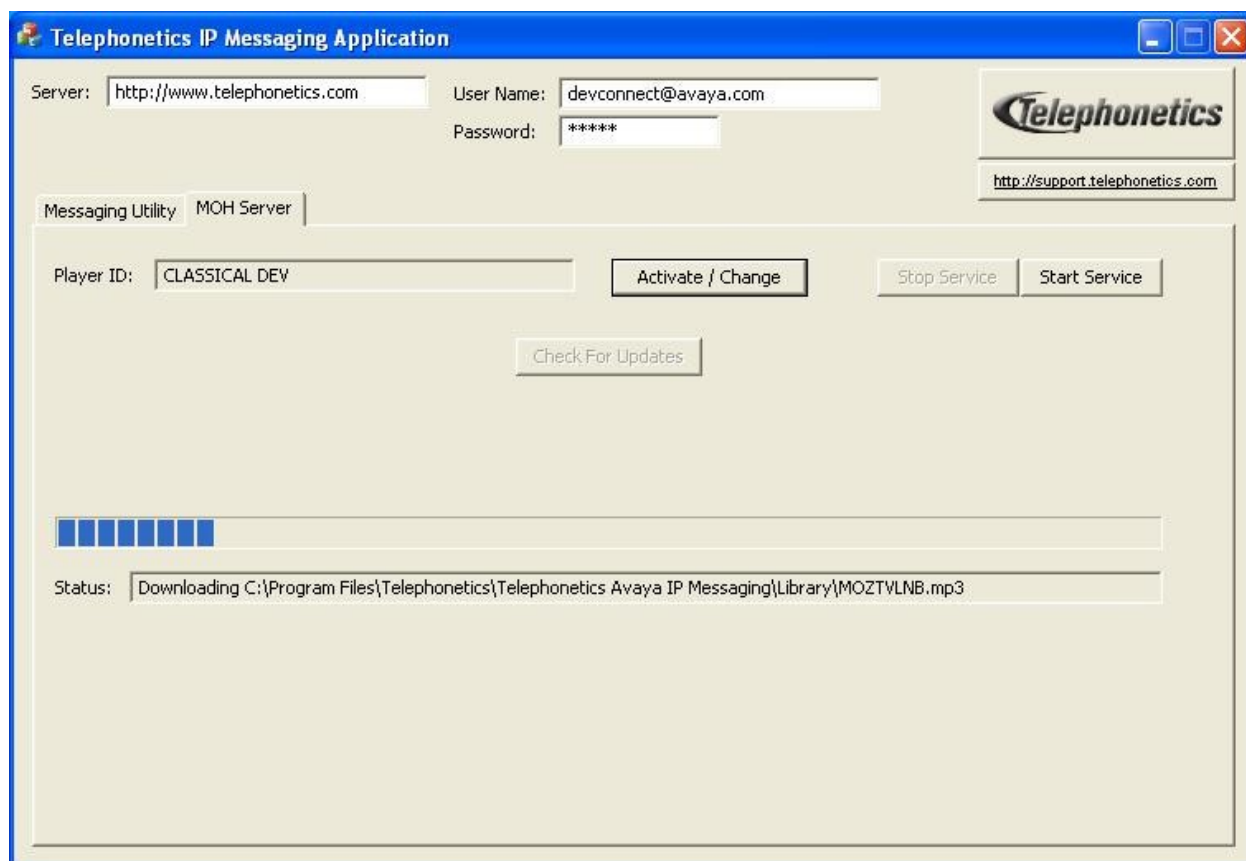 Telephonetics IP Messaging Application
Server: http://www.telephonetics.com
User Name: devconnect@avaya.com
Password: *****
Telephonetics
http://support.telephonetics.com
Messaging Utility MOH Server
Player ID: CLASSICAL DEV Activate / Change Stop Service Start Service
Check For Updates
Status: Downloading C:\Program Files\Telephonetics\Telephonetics Avaya IP Messaging\Library\MOZTVLNB.mp3